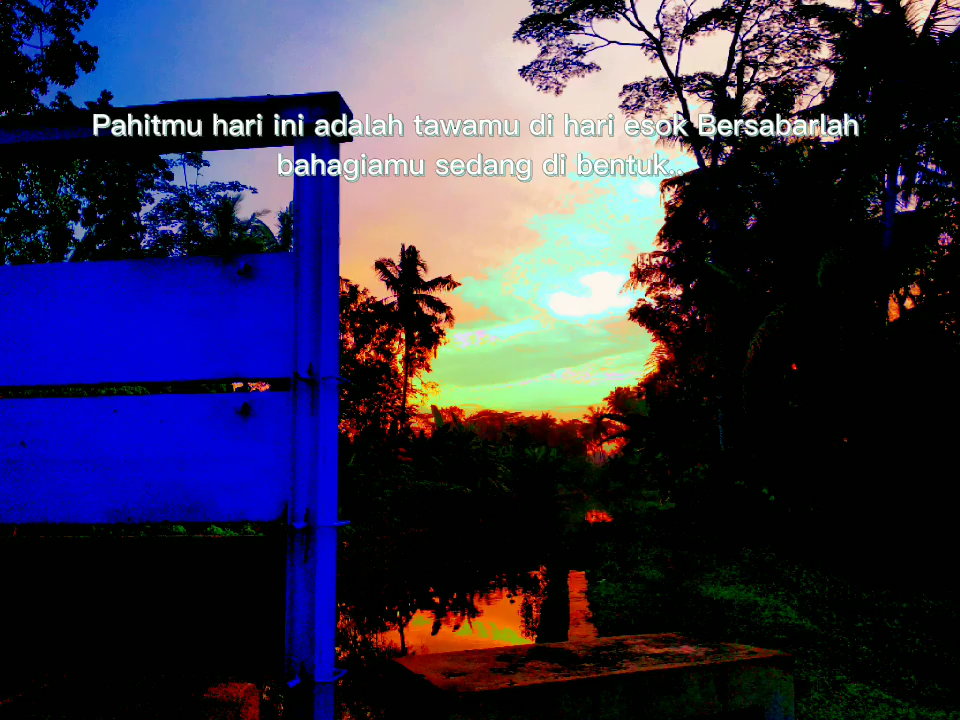 Pahitmu hari ini adalah tawamu di hari esok Bersabarlah
bahagiamu sedang di bentuk..